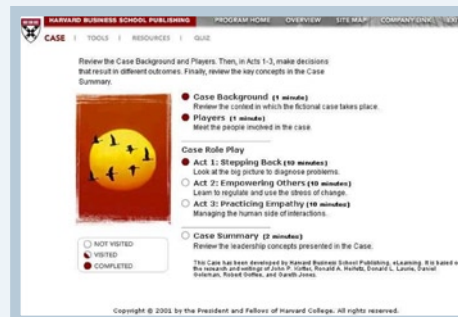 HARVARD BUSINESS SCHOOL PUBLISHING PROGRAM HOME OVERVIEW SITE MAP COMPANY LINK EXI
CASE | TOOLS | RESOURCES | QUIZ
Review the Case Background and Players. Then, in Acts 1-3, make decisions
that result in different outcomes. Finally, review the key concepts in the Case
Summary.
Case Background (1 minute)
Review the context in which the fictional case takes place.
Players (1 minute)
Meet the people involved in the case.
Case Role Play
Act 1: Stepping Back (10 minutes)
Look at the big picture to diagnose problems.
Act 2: Empowering Others (10 minutes)
Learn to regulate and use the stress of change.
Act 3: Practicing Empathy (10 minutes)
Managing the human side of interactions.
Case Summary (2 minutes)
Review the leadership concepts presented in the Case.
NOT VISITED
VISITED
COMPLETED
This Case has been developed by Harvard Business School Publishing, eLearning. It is based o
the research and writings of John P. Kotter, Ronald A. Heifetz, Donald L. Laurie, Daniel
Goleman, Robert Goffee, and Gareth Jones.
Copyright © 2001 by the President and Fellows of Harvard College. All rights reserved.